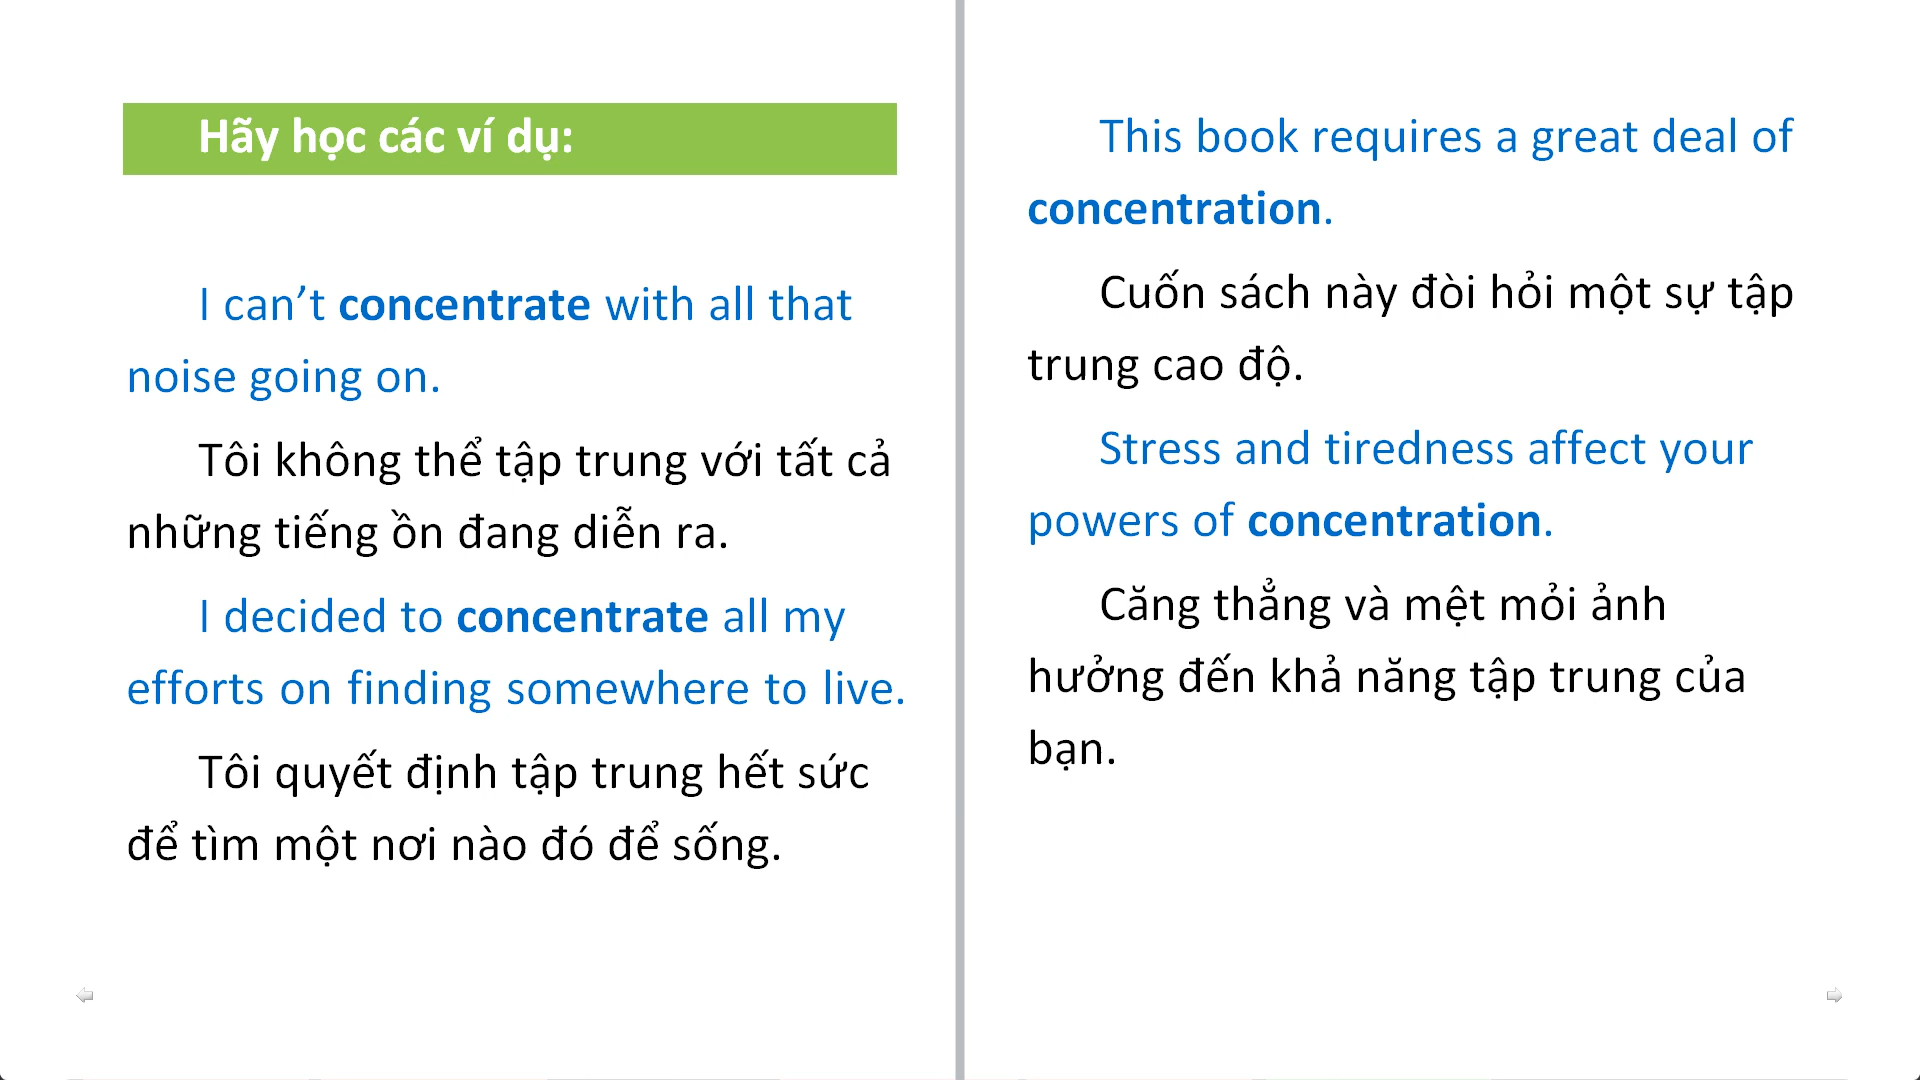 Hãy học các ví dụ:
I can’t concentrate with all that
noise going on.
Tôi không thể tập trung với tất cả
những tiếng ồn đang diễn ra.
I decided to concentrate all my
efforts on finding somewhere to live.
Tôi quyết định tập trung hết sức
để tìm một nơi nào đó để sống.
This book requires a great deal of
concentration.
Cuốn sách này đòi hỏi một sự tập
trung cao độ.
Stress and tiredness affect your
powers of concentration.
Căng thẳng và mệt mỏi ảnh
hưởng đến khả năng tập trung của
bạn.